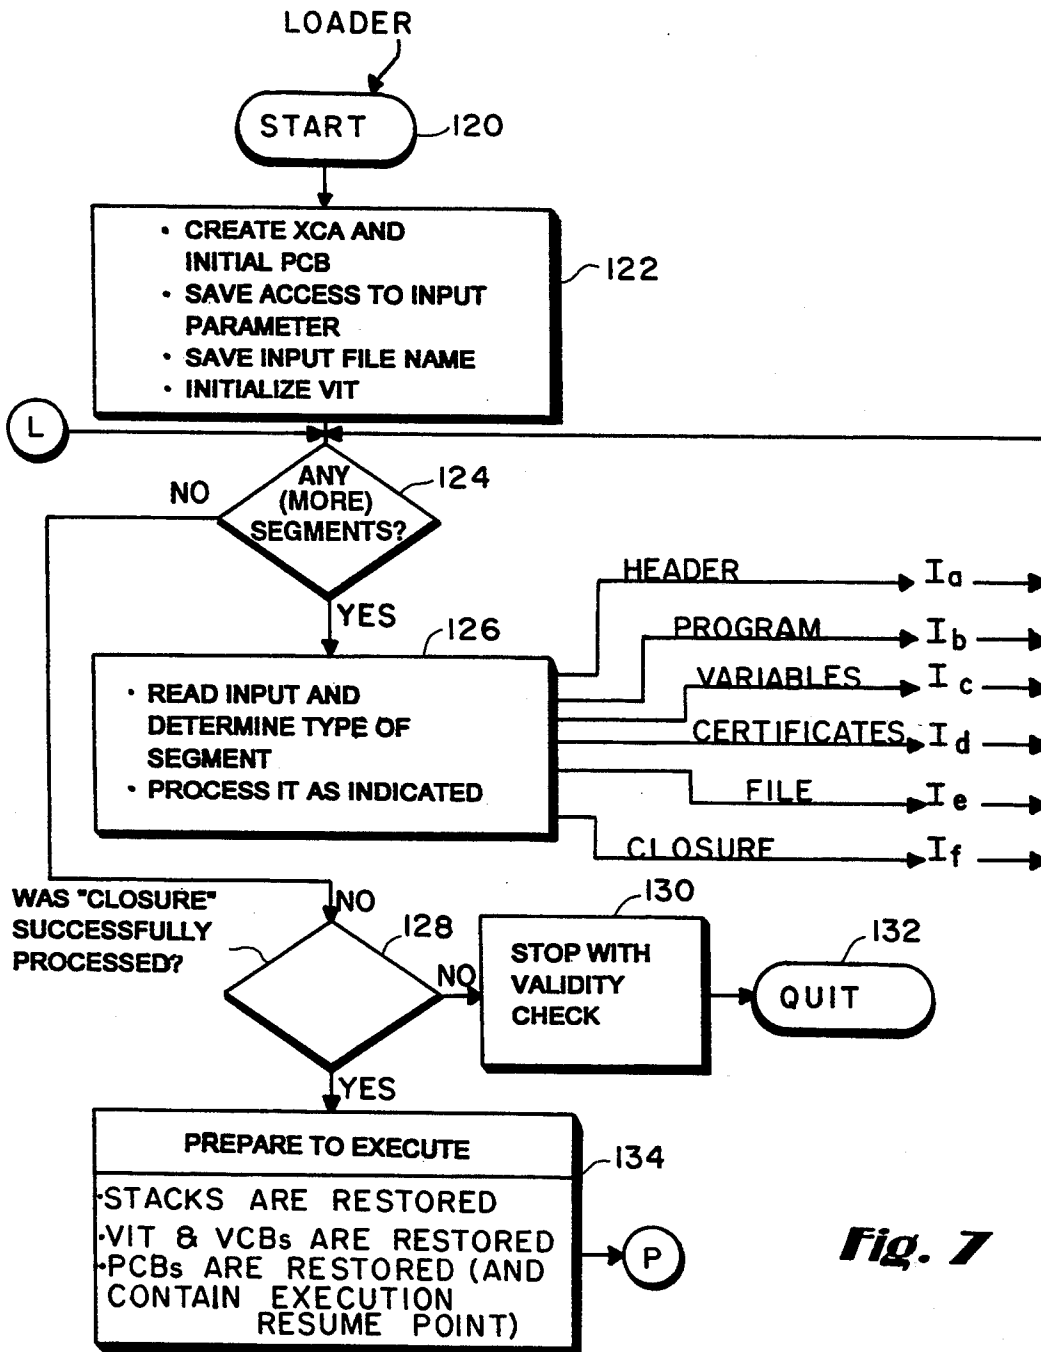 LOADER
START
120
• CREATE XCA AND
INITIAL PCB
• SAVE ACCESS TO INPUT
PARAMETER
• SAVE INPUT FILE NAME
• INITIALIZE VIT
122
L
NO
ANY
(MORE)
SEGMENTS?
124
YES
126
• READ INPUT AND
DETERMINE TYPE OF
SEGMENT
• PROCESS IT AS INDICATED
HEADER Ia
PROGRAM Ib
VARIABLES Ic
CERTIFICATES Id
FILE Ie
CLOSURE If
WAS "CLOSURE"
SUCCESSFULLY
PROCESSED?
NO
128
NO
YES
130
STOP WITH
VALIDITY
CHECK
132
QUIT
PREPARE TO EXECUTE
134
•STACKS ARE RESTORED
•VIT & VCBs ARE RESTORED
•PCBs ARE RESTORED (AND
CONTAIN EXECUTION
RESUME POINT)
P
Fig. 7